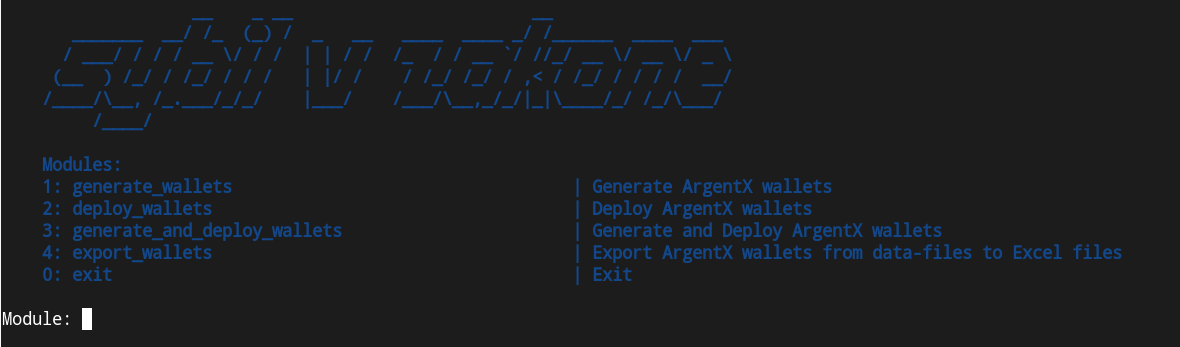 sybil v zakone
Modules:
1: generate_wallets | Generate ArgentX wallets
2: deploy_wallets | Deploy ArgentX wallets
3: generate_and_deploy_wallets | Generate and Deploy ArgentX wallets
4: export_wallets | Export ArgentX wallets from data-files to Excel files
0: exit | Exit
Module: